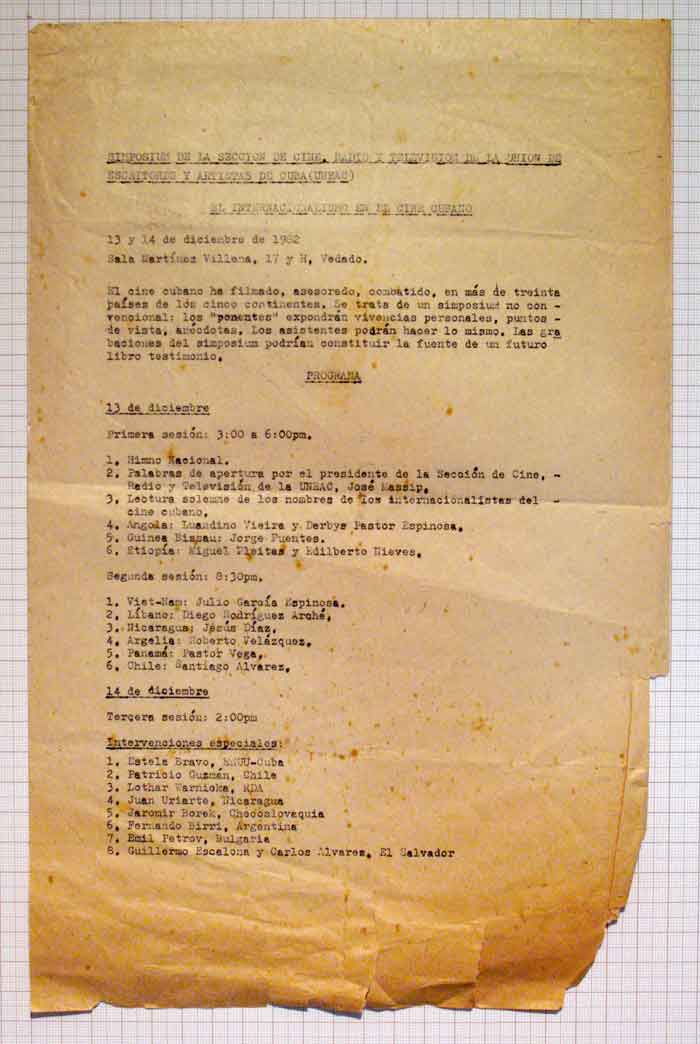 SIMPOSIUM DE LA SECCION DE CINE, RADIO Y TELEVISION DE LA UNION DE
ESCRITORES Y ARTISTAS DE CUBA(UNEAC)
EL INTERNACIONALISMO EN EL CINE CUBANO
13 y 14 de diciembre de 1982
Sala Martínez Villena, 17 y H, Vedado.
El cine cubano ha filmado, asesorado, combatido, en más de treinta
países de los cinco continentes. Se trata de un simposium no con -
vencional: los "ponentes" expondrán vivencias personales, puntos -
de vista, anécdotas. Los asistentes podrán hacer lo mismo. Las gra
baciones del simposium podrían constituir la fuente de un futuro
libro testimonio.
PROGRAMA
13 de diciembre
Primera sesión: 3:00 a 6:00pm.
1. Himno Nacional.
2. Palabras de apertura por el presidente de la Sección de Cine, -
Radio y Televisión de la UNEAC, José Massip.
3. Lectura solemne de los nombres de los internacionalistas del -
cine cubano.
4. Angola: Luandino Vieira y Derbys Pastor Espinosa.
5. Guinea Bissau: Jorge Fuentes.
6. Etiopía: Miguel Fleitas y Edilberto Nieves.
Segunda sesión: 8:30pm.
1. Viet-Nam: Julio García Espinosa.
2. Líbano: Diego Rodríguez Arché.
3. Nicaragua: Jesús Díaz.
4. Argelia: Roberto Velázquez.
5. Panamá: Pastor Vega.
6. Chile: Santiago Alvarez.
14 de diciembre
Tercera sesión: 2:00pm
Intervenciones especiales:
1. Estela Bravo, EEUU-Cuba
2. Patricio Guzmán, Chile
3. Lothar Warnicka, RDA
4. Juan Uriarte, Nicaragua
5. Jaromir Borek, Checoslovaquia
6. Fernando Birri, Argentina
7. Emil Petrov, Bulgaria
8. Guillermo Escalona y Carlos Alvares. El Salvador